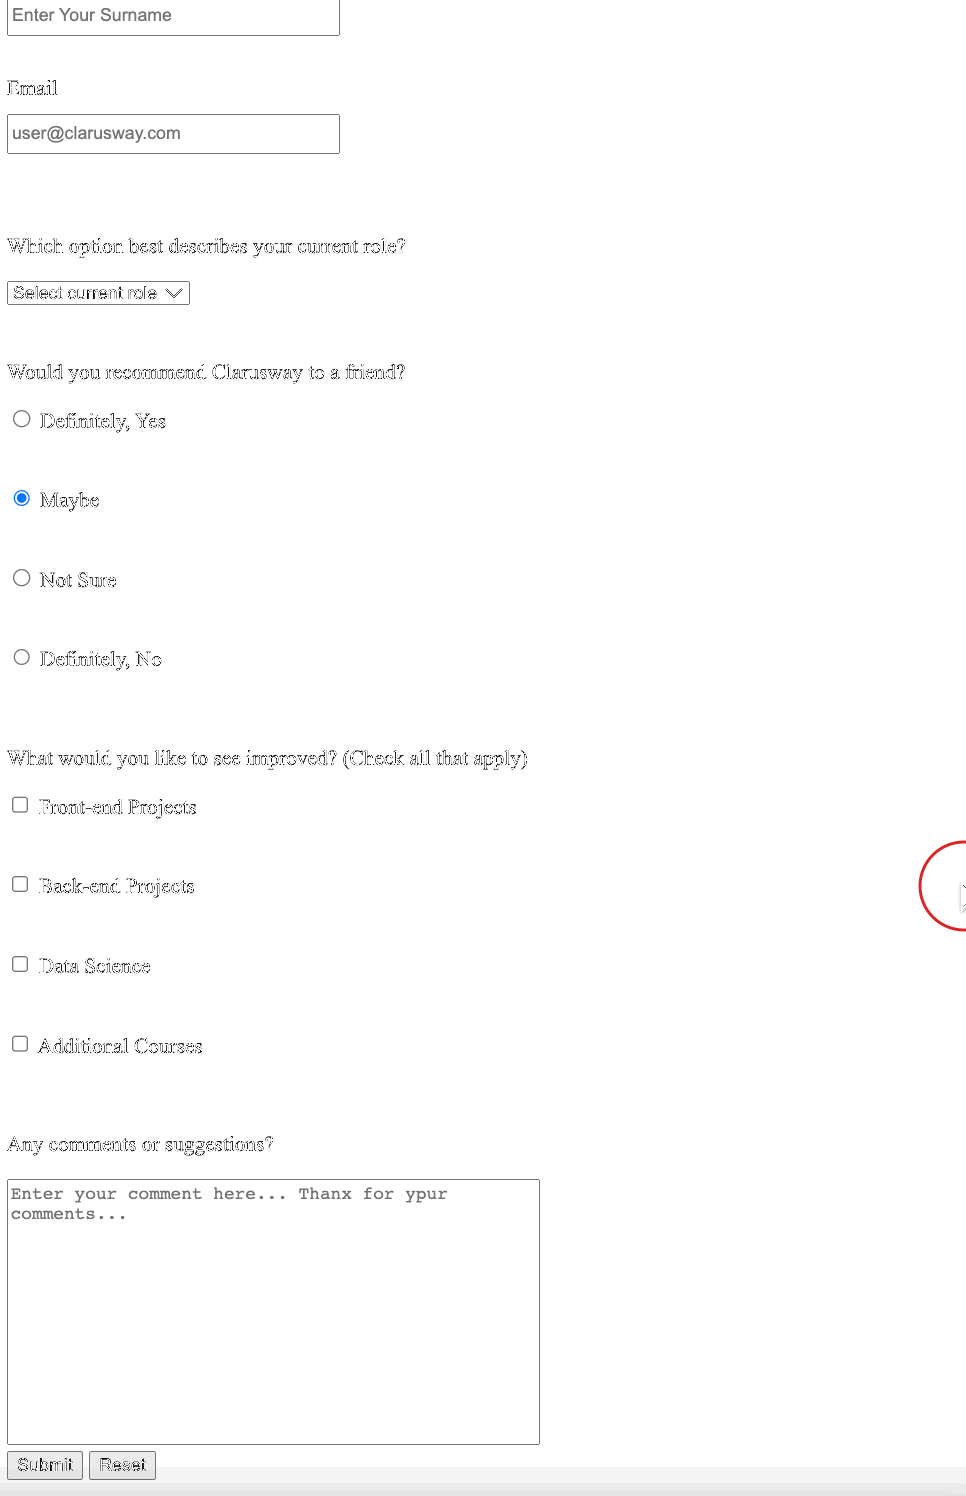 Enter Your Surname
Email
user@clarusway.com
Which option best describes your current role?
Select current role
Would you recommend Clarusway to a friend?
Definitely, Yes
Maybe
Not Sure
Definitely, No
What would you like to see improved? (Check all that apply)
Front-end Projects
Back-end Projects
Data Science
Additional Courses
Any comments or suggestions?
Enter your comment here... Thanx for ypur
comments...
Submit Reset